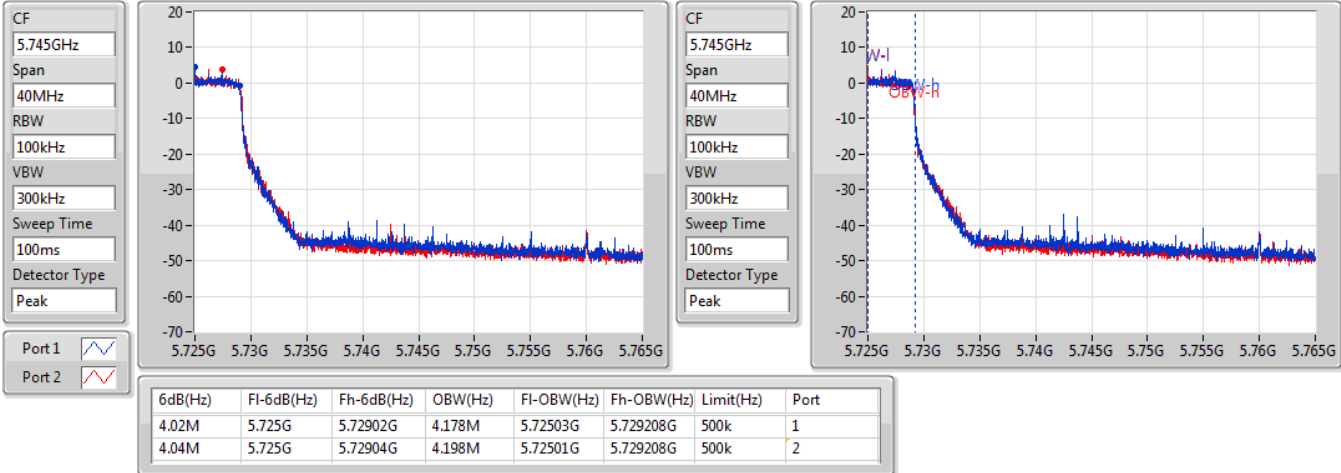 CF
5.745GHz
Span
40MHz
RBW
100kHz
VBW
300kHz
Sweep Time
100ms
Detector Type
Peak
Port 1
Port 2
20
10
0
-10
-20
-30
-40
-50
-60
-70
5.725G 5.73G 5.735G 5.74G 5.745G 5.75G 5.755G 5.76G 5.765G
CF
5.745GHz
Span
40MHz
RBW
100kHz
VBW
300kHz
Sweep Time
100ms
Detector Type
Peak
20
10
0
-10
-20
-30
-40
-50
-60
-70
W-l
OBW-h
5.725G 5.73G 5.735G 5.74G 5.745G 5.75G 5.755G 5.76G 5.765G
6dB(Hz) Fl-6dB(Hz) Fh-6dB(Hz) OBW(Hz) Fl-OBW(Hz) Fh-OBW(Hz) Limit(Hz) Port
4.02M 5.725G 5.72902G 4.178M 5.72503G 5.729208G 500k 1
4.04M 5.725G 5.72904G 4.198M 5.72501G 5.729208G 500k 2